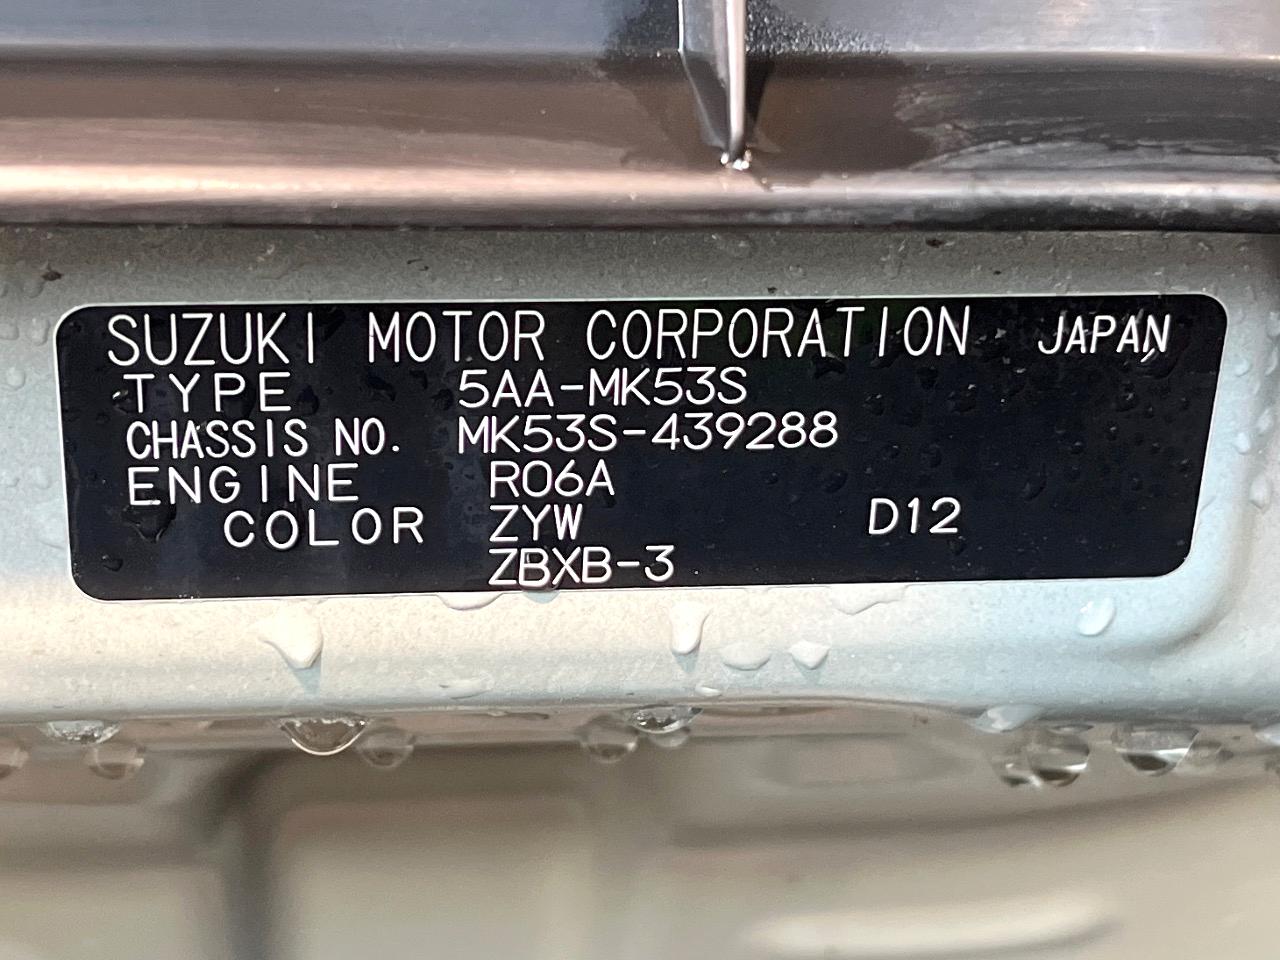 SUZUKI MOTOR CORPORATION JAPAN
TYPE 5AA-MK53S
CHASSIS NO. MK53S-439288
ENGINE R06A
COLOR ZYW D12
ZBXB-3